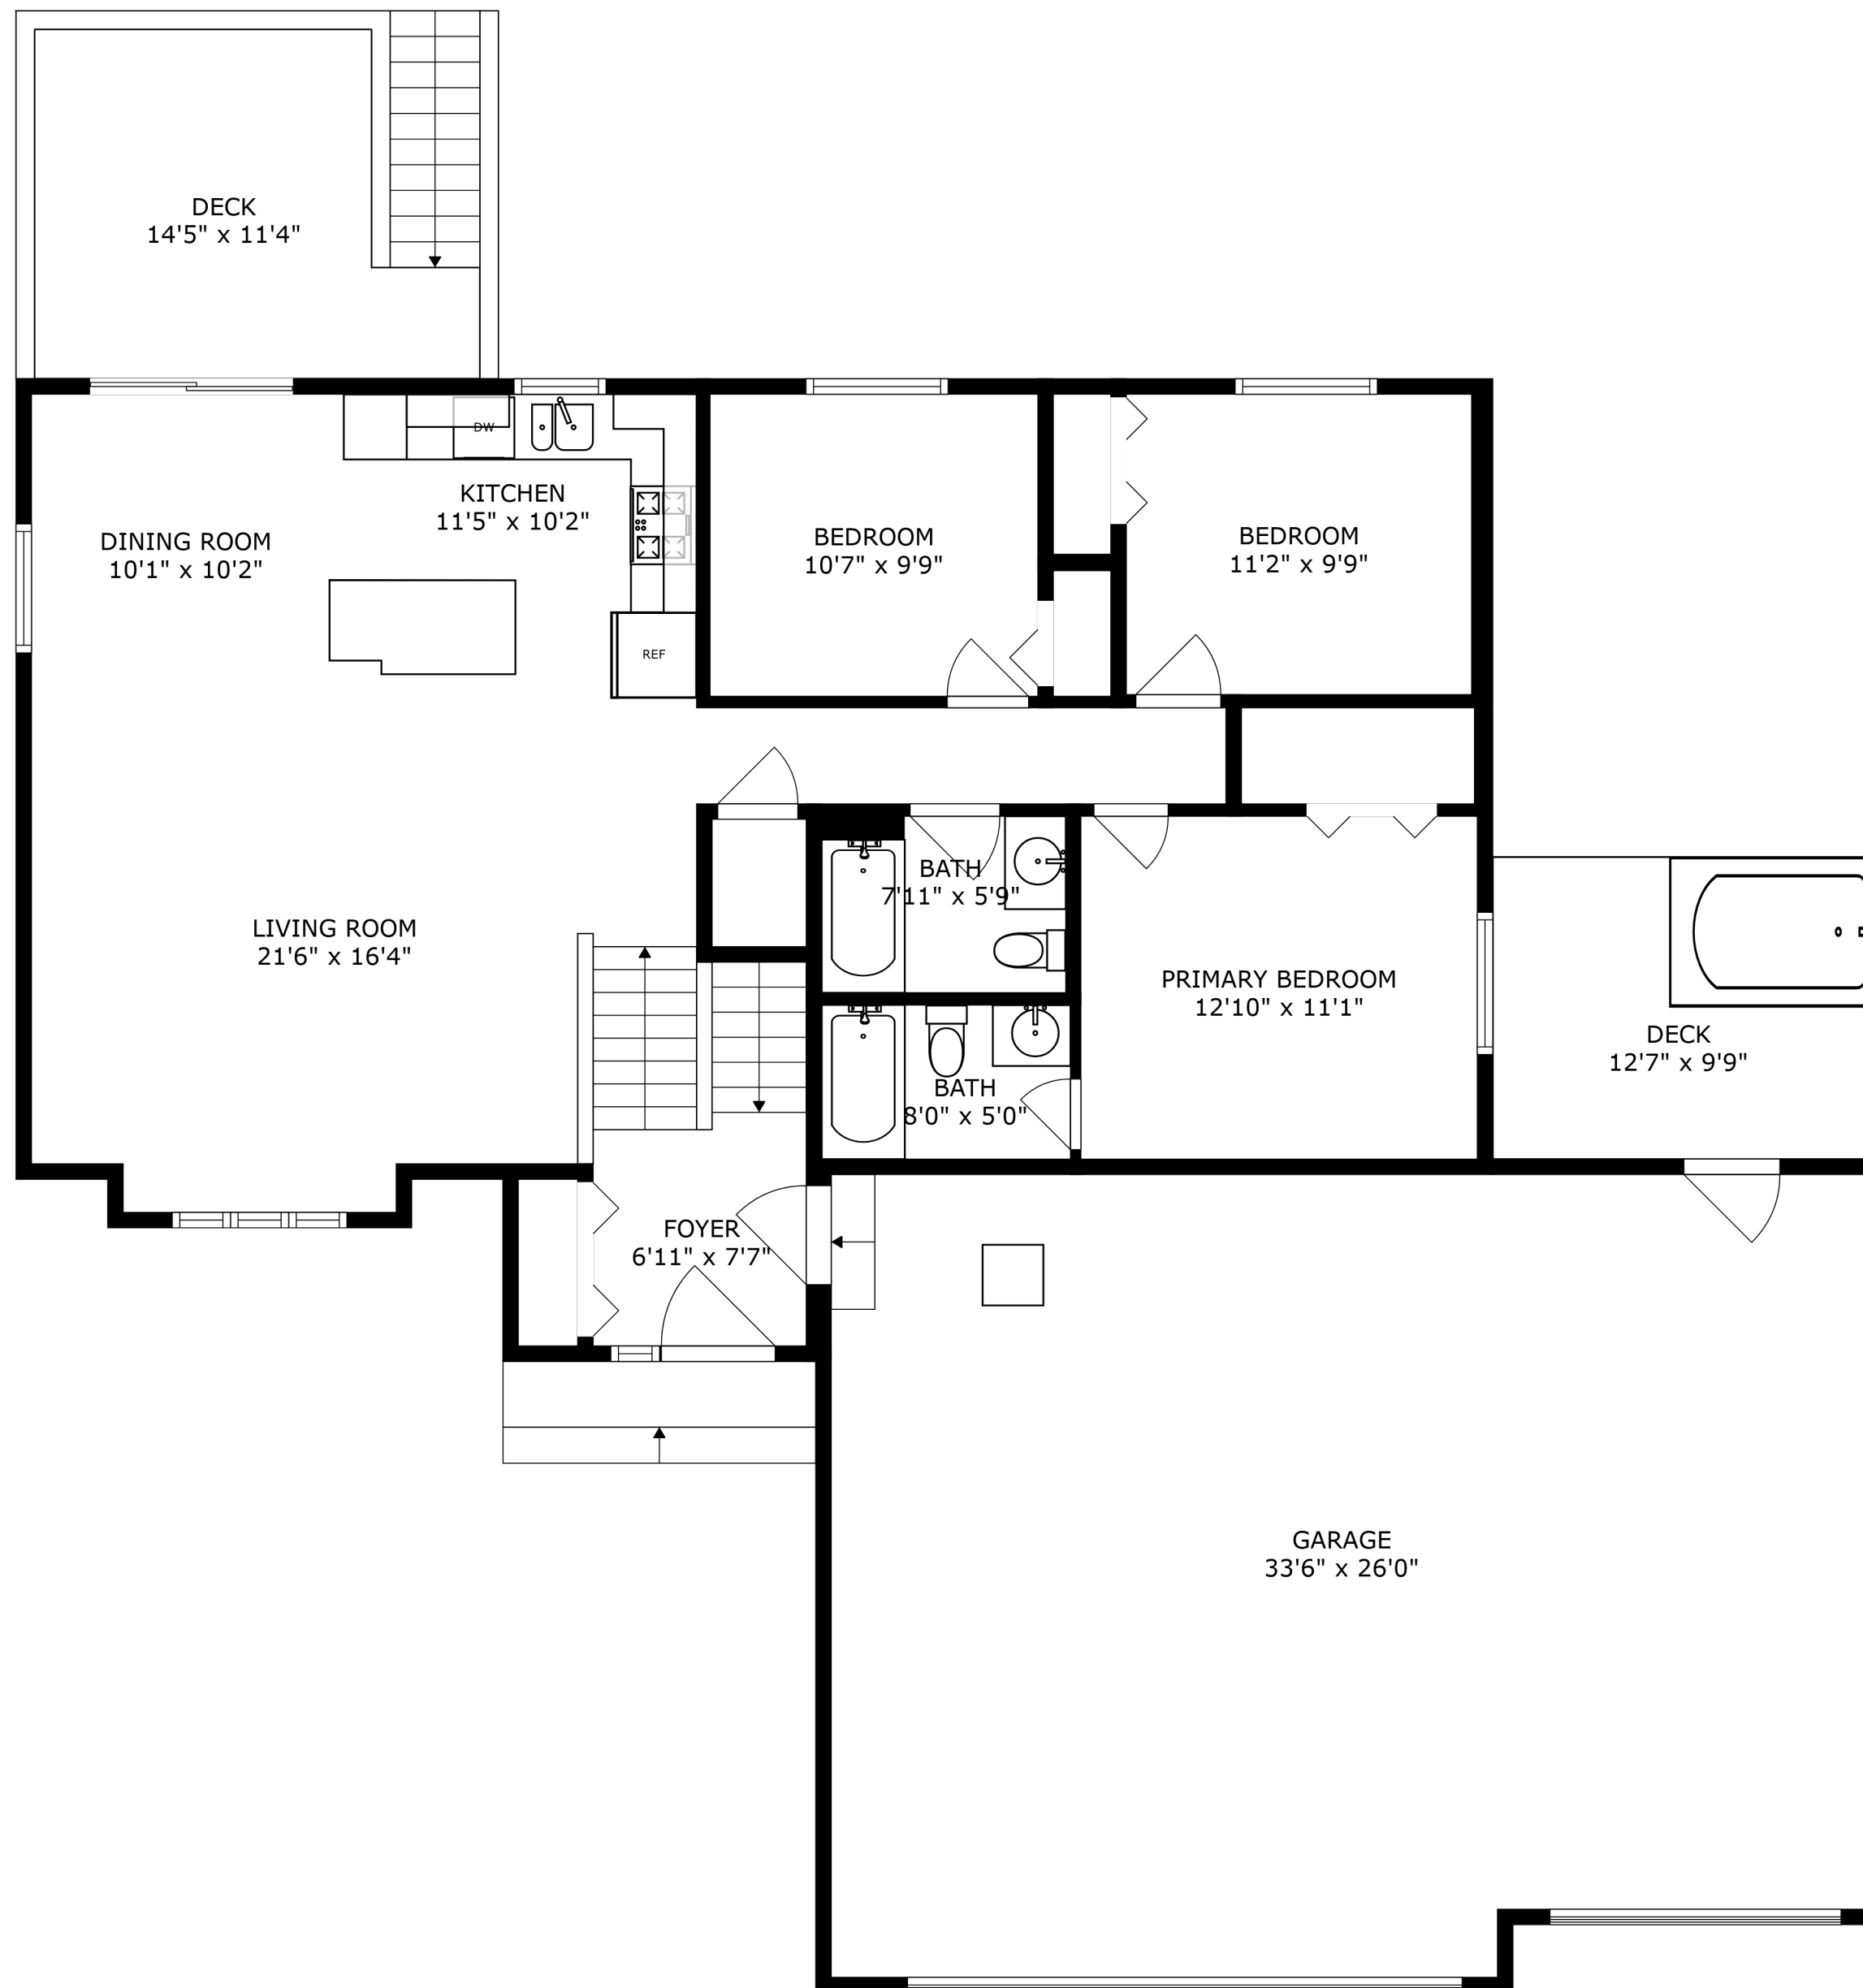 DECK
14'5" x 11'4"
DW
KITCHEN
11'5" x 10'2"
DINING ROOM
10'1" x 10'2"
BEDROOM
10'7" x 9'9"
BEDROOM
11'2" x 9'9"
REF
BATH
7'11" x 5'9"
LIVING ROOM
21'6" x 16'4"
PRIMARY BEDROOM
12'10" x 11'1"
DECK
12'7" x 9'9"
BATH
8'0" x 5'0"
FOYER
6'11" x 7'7"
GARAGE
33'6" x 26'0"